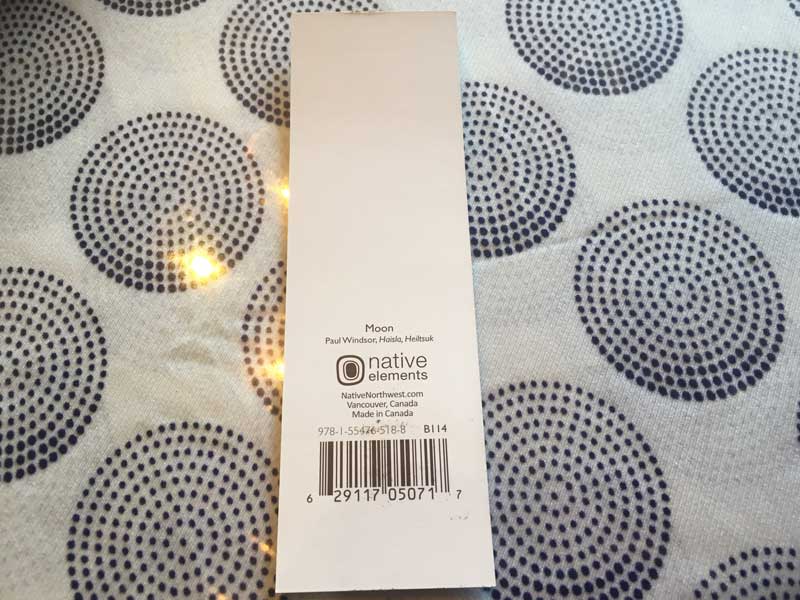 Moon
Paul Windsor, Haisla, Heiltsuk
native
elements
NativeNorthwest.com
Vancouver, Canada
Made in Canada
978-1-55476-518-8 B114
6 29117 05071 7